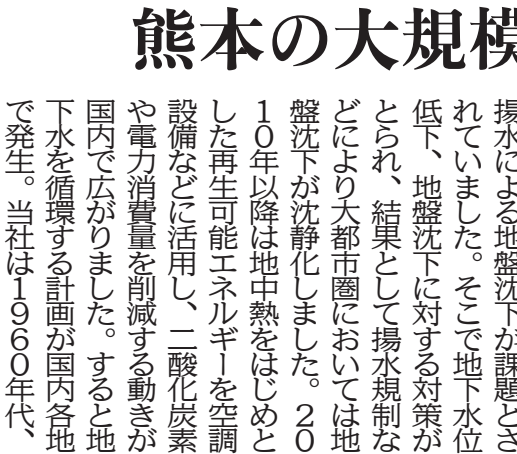 熊本の大規模
揚水による地盤沈下が課題とさ
れていました。そこで地下水位
低下、地盤沈下に対する対策が
とられ、結果として揚水規制な
どにより大都市圏においては地
盤沈下が沈静化しました。２０
１０年以降は地中熱をはじめと
した再生可能エネルギーを空調
設備などに活用し、二酸化炭素
や電力消費量を削減する動きが
国内で広がりました。すると地
下水を循環する計画が国内各地
で発生。当社は１９６０年代、